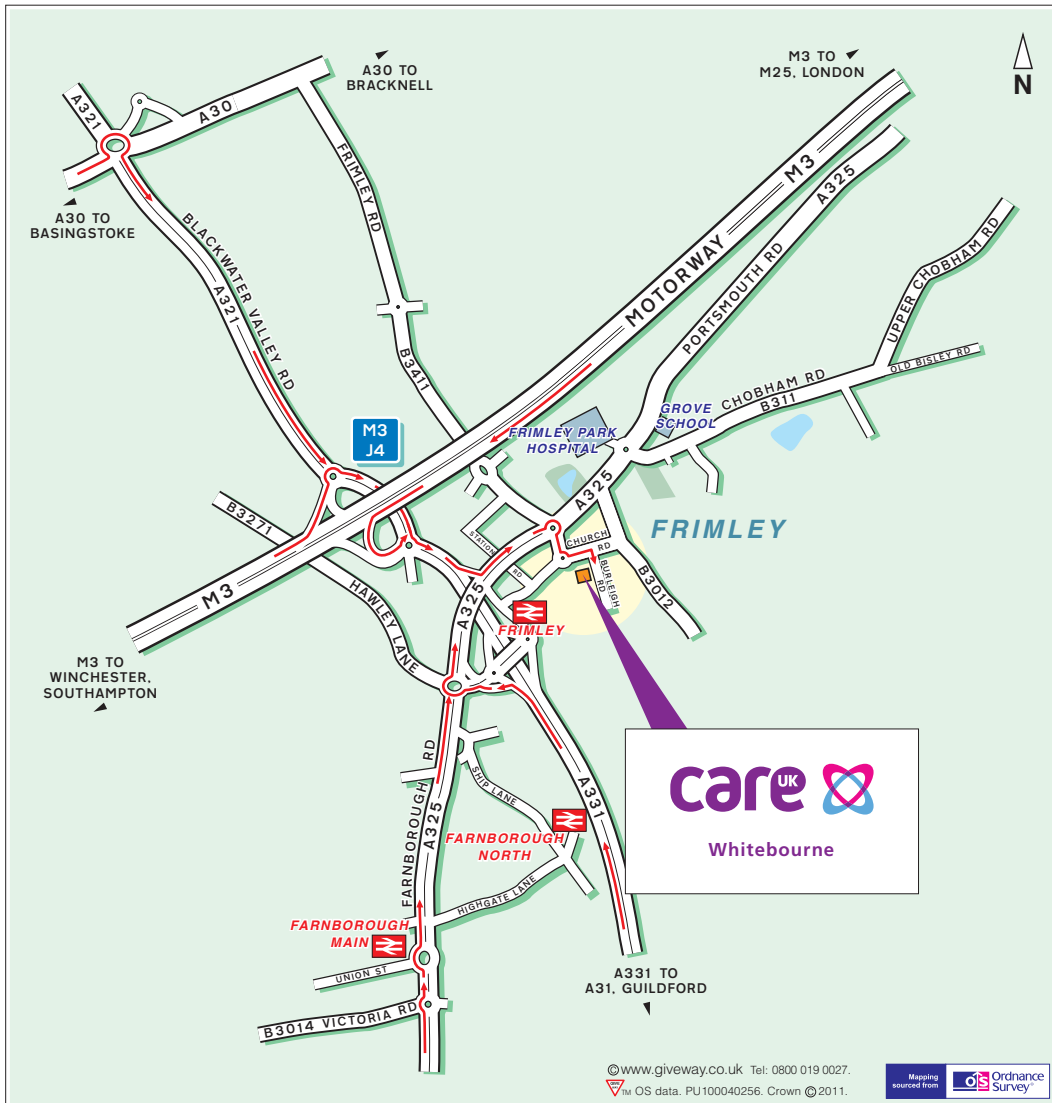 A30 TO
BRACKNELL
M3 TO
M25, LONDON
N
A321
A30
A30 TO
BASINGSTOKE
FRIMLEY RD
M3
A325
MOTORWAY
PORTSMOUTH RD
BLACKWATER VALLEY RD
A321
UPPER CHOBHAM RD
B3411
OLD BISLEY RD
CHOBHAM RD
B311
GROVE
SCHOOL
M3
J4
FRIMLEY PARK
HOSPITAL
A325
FRIMLEY
B3271
STATION
RD
CHURCH
RD
BURLEIGH
RD
B3012
M3
HAWLEY LANE
A325
FRIMLEY
M3 TO
WINCHESTER,
SOUTHAMPTON
FARNBOROUGH RD
A325
SHIP LANE
A331
FARNBOROUGH
NORTH
care UK
Whitebourne
HIGHGATE LANE
FARNBOROUGH
MAIN
UNION ST
B3014 VICTORIA RD
A331 TO
A31, GUILDFORD
© www.giveway.co.uk Tel: 0800 019 0027.
GIVE WAY TM OS data. PU100040256. Crown © 2011.
Mapping
sourced from
OS Ordnance
Survey®